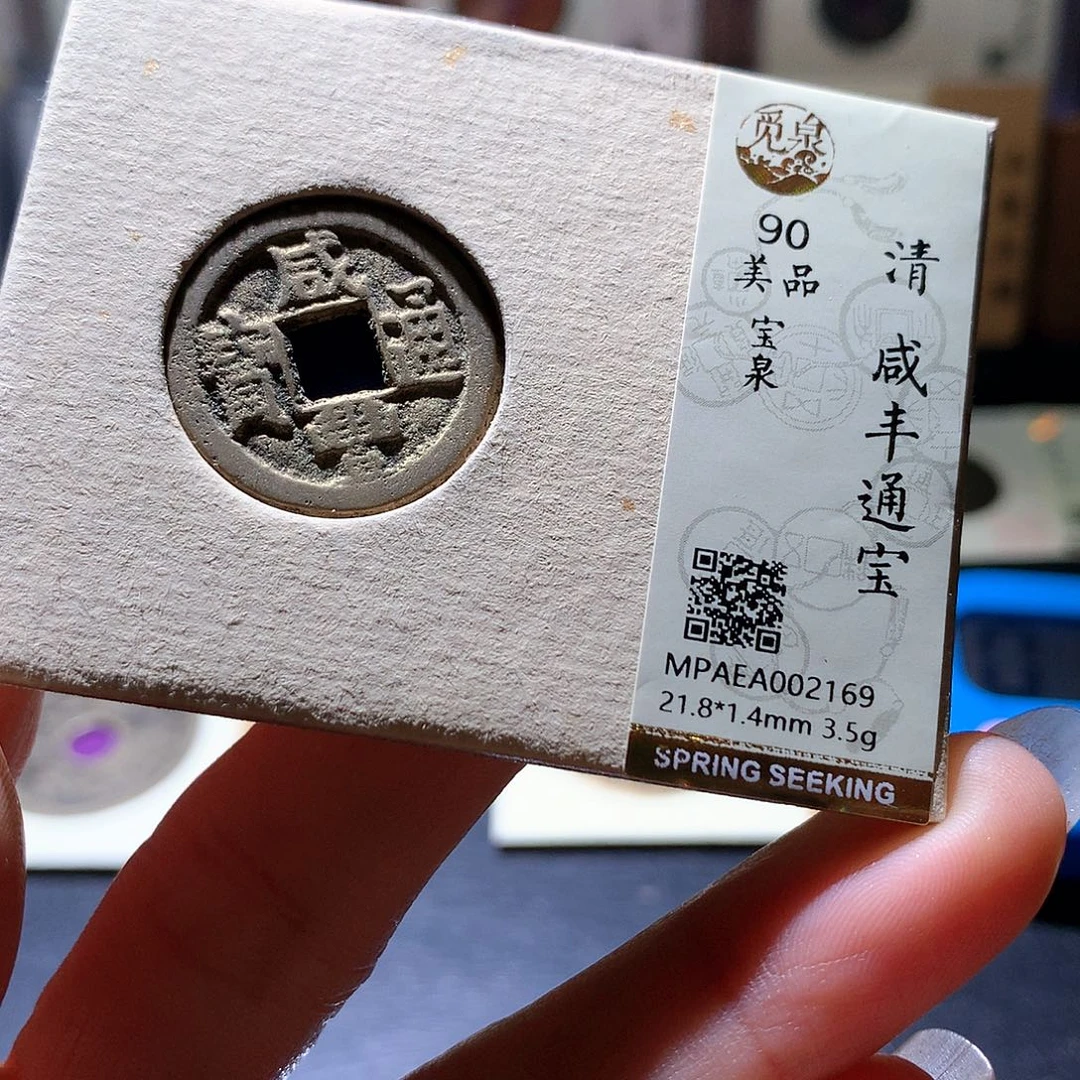 咸豐通寶
觅泉
90
美品
宝泉
清 咸丰通宝
MPAEA002169
21.8*1.4mm 3.5g
SPRING SEEKING